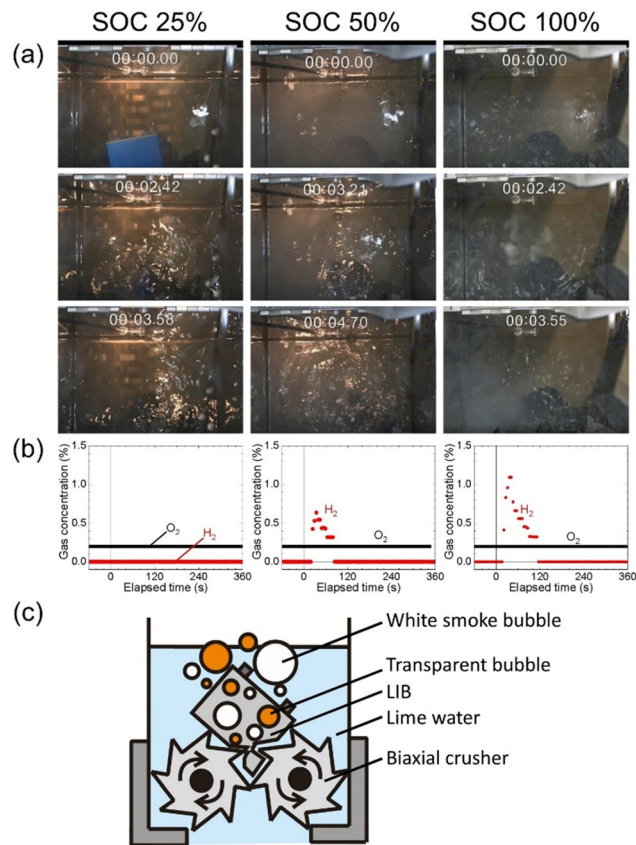 SOC 25% SOC 50% SOC 100%
(a)
00:00.00 00:00.00 00:00.00
00:02.42 00:03.21 00:02.42
00:03.58 00:04.70 00:03.55
(b)
Gas concentration (%) Gas concentration (%) Gas concentration (%)
1.5 1.5 1.5
1.0 1.0 1.0
0.5 0.5 0.5
0.0 0.0 0.0
O₂ H₂ H₂ O₂ H₂ O₂
0 120 240 360 0 120 240 360 0 120 240 360
Elapsed time (s) Elapsed time (s) Elapsed time (s)
(c)
White smoke bubble
Transparent bubble
LIB
Lime water
Biaxial crusher